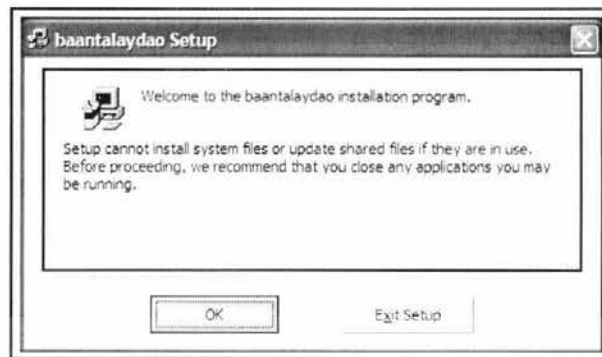 baantalaydao Setup
Welcome to the baantalaydao installation program.
Setup cannot install system files or update shared files if they are in use.
Before proceeding, we recommend that you close any applications you may
be running.
OK
Exit Setup